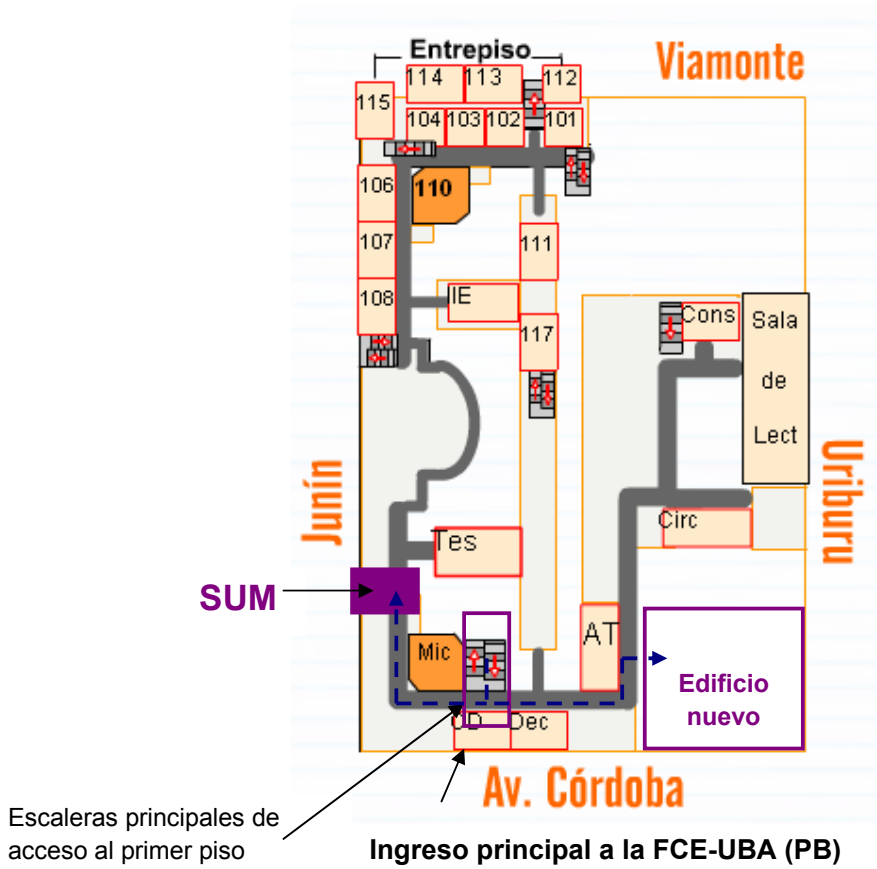 Entrepiso
Viamonte
114
113
112
115
104
103
102
101
106
110
107
111
108
IIE
Cons
Sala
de
Lect
117
Uriburu
Junín
Circ
Tes
SUM
AT
Mic
Edificio
nuevo
CD
Dec
Av. Córdoba
Escaleras principales de
acceso al primer piso
Ingreso principal a la FCE-UBA (PB)